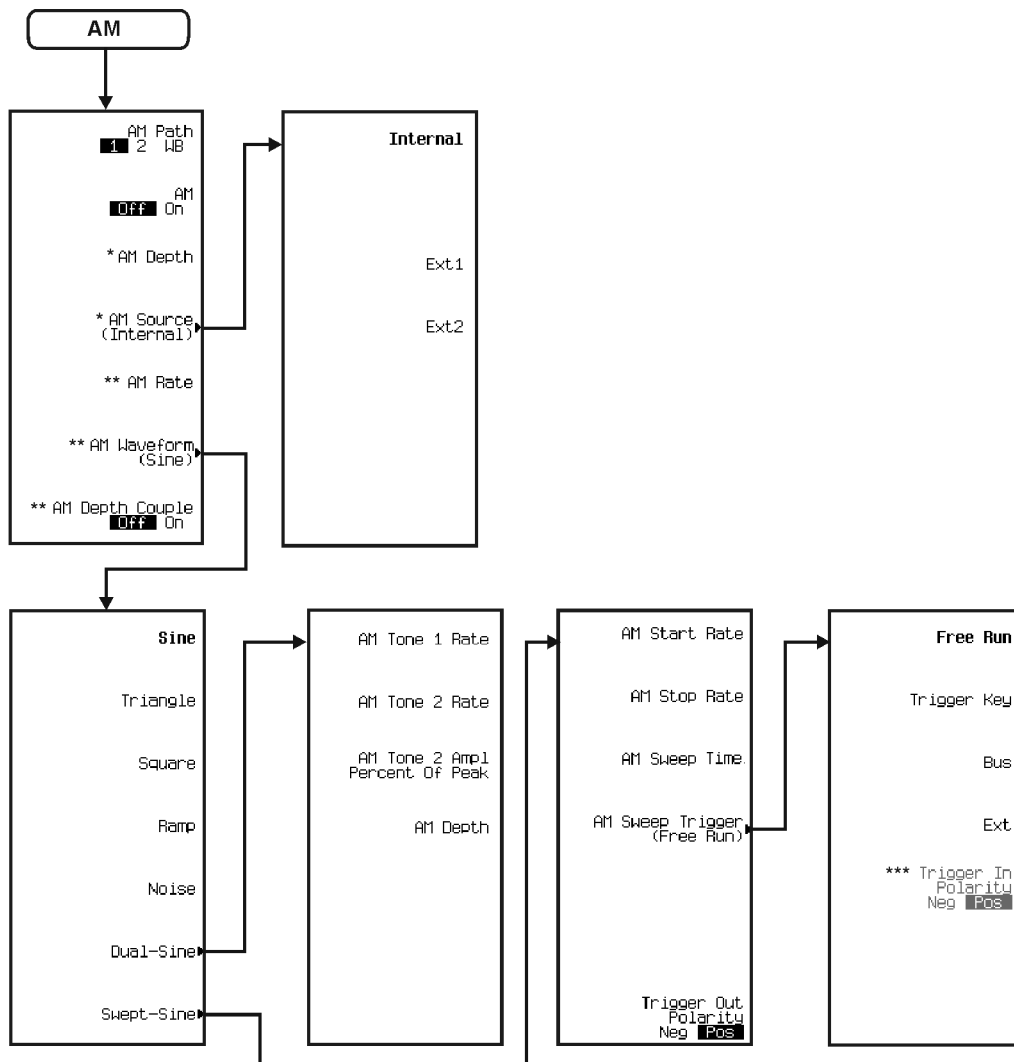 AM
AM Path
1 2 WB
AM
Off On
* AM Depth
* AM Source
(Internal)
** AM Rate
** AM Waveform
(Sine)
** AM Depth Couple
Off On
Internal
Ext1
Ext2
Sine
Triangle
Square
Ramp
Noise
Dual-Sine
Swept-Sine
AM Tone 1 Rate
AM Tone 2 Rate
AM Tone 2 Ampl
Percent Of Peak
AM Depth
AM Start Rate
AM Stop Rate
AM Sweep Time
AM Sweep Trigger
(Free Run)
Trigger Out
Polarity
Neg Pos
Free Run
Trigger Key
Bus
Ext
*** Trigger In
Polarity
Neg Pos